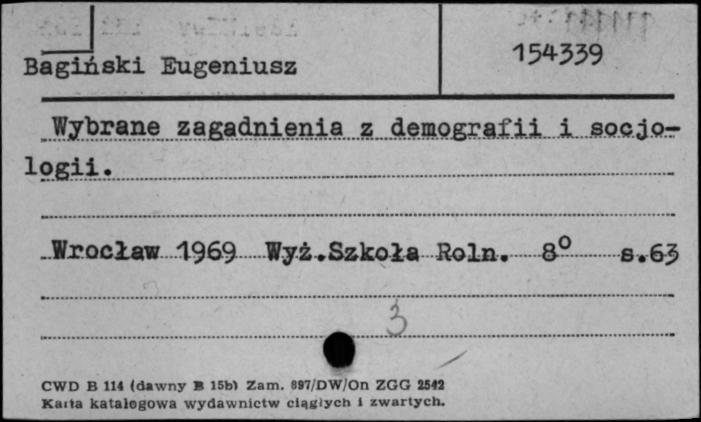 Bagiński Eugeniusz
154339
Wybrane zagadnienia z demografii i socjo-
logii.
Wrocław 1969 Wyż.Szkoła Roln. 8° s.63
3
CWD B 114 (dawny B 15b) Zam. 897/DW/On ZGG 2542
Karta katalogowa wydawnictw ciągłych i zwartych.